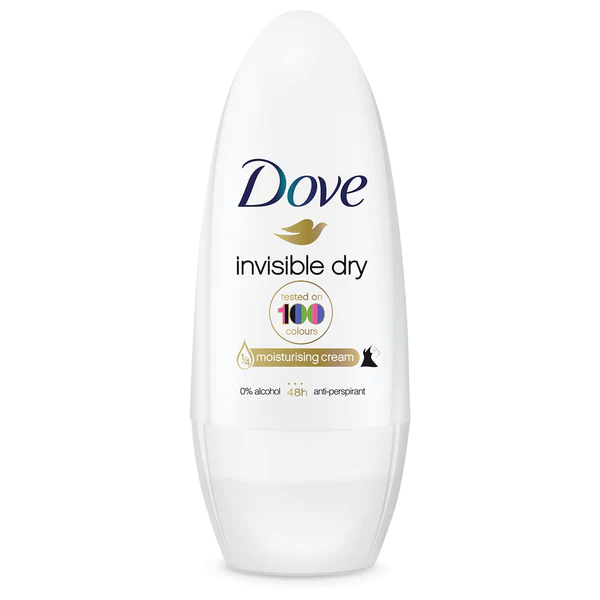 Dove
invisible dry
tested on
100
colours
1/4 moisturising cream
0% alcohol 48h anti-perspirant